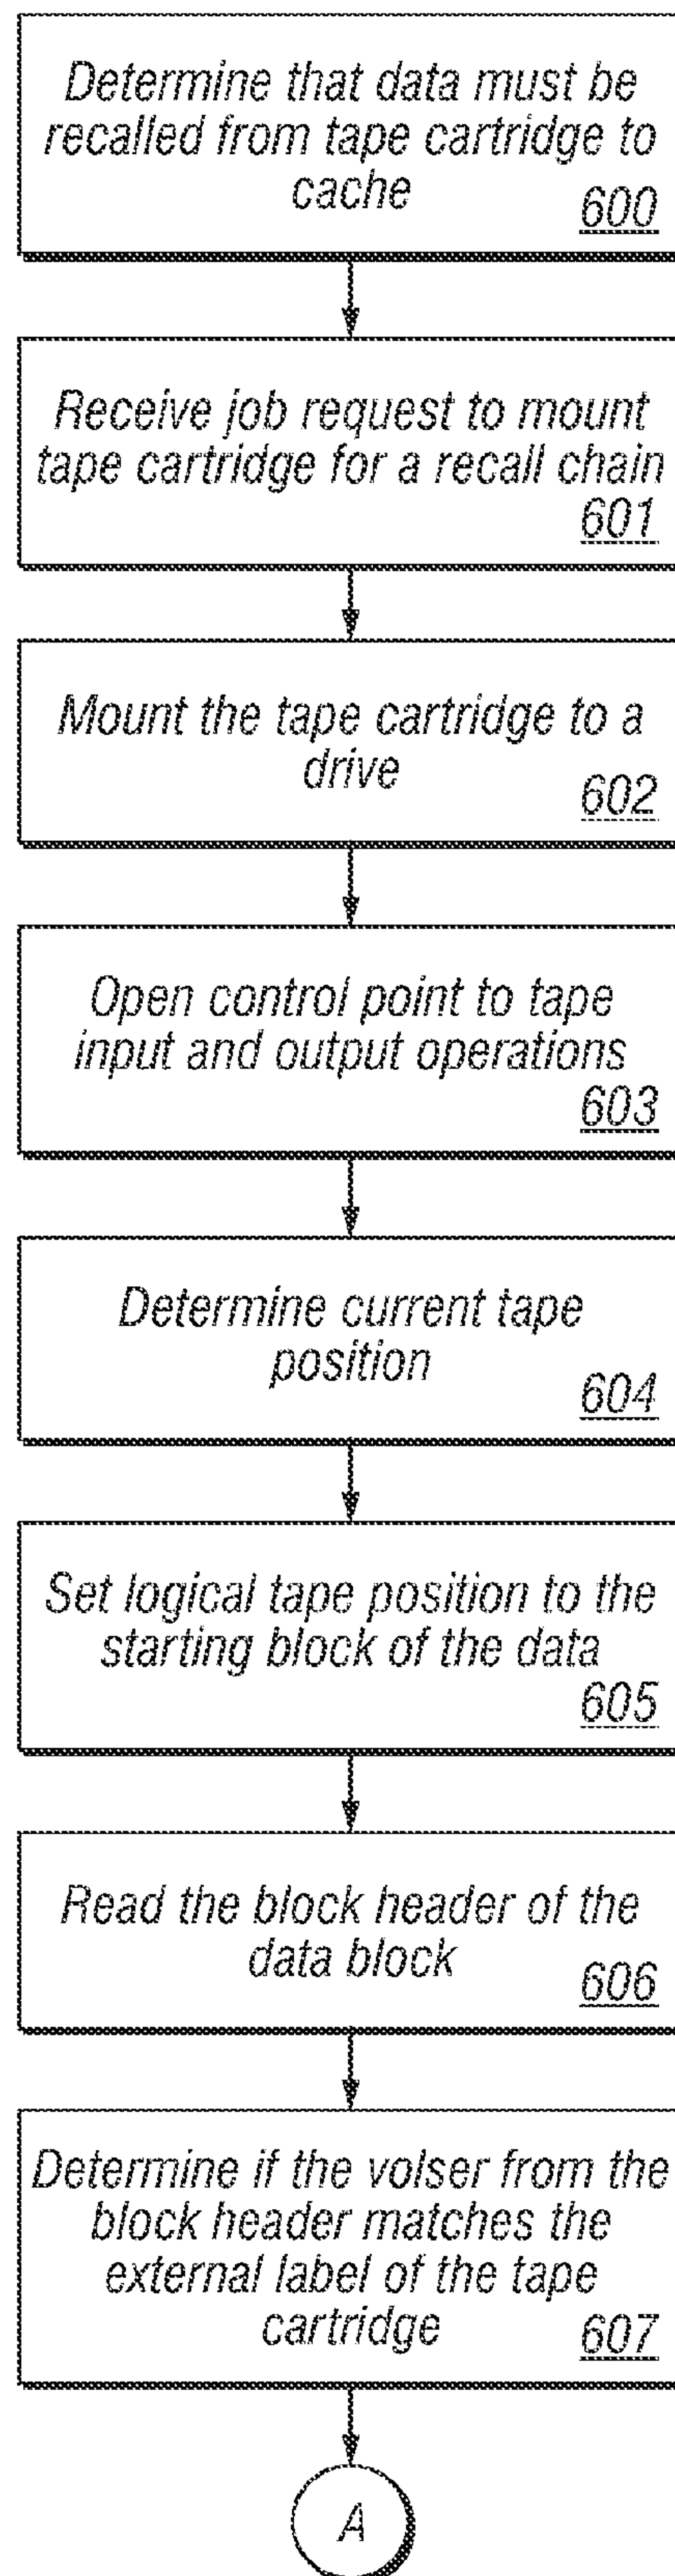 Determine that data must be
recalled from tape cartridge to
cache 600
Receive job request to mount
tape cartridge for a recall chain
601
Mount the tape cartridge to a
drive 602
Open control point to tape
input and output operations
603
Determine current tape
position 604
Set logical tape position to the
starting block of the data
605
Read the block header of the
data block 606
Determine if the volser from the
block header matches the
external label of the tape
cartridge 607
A